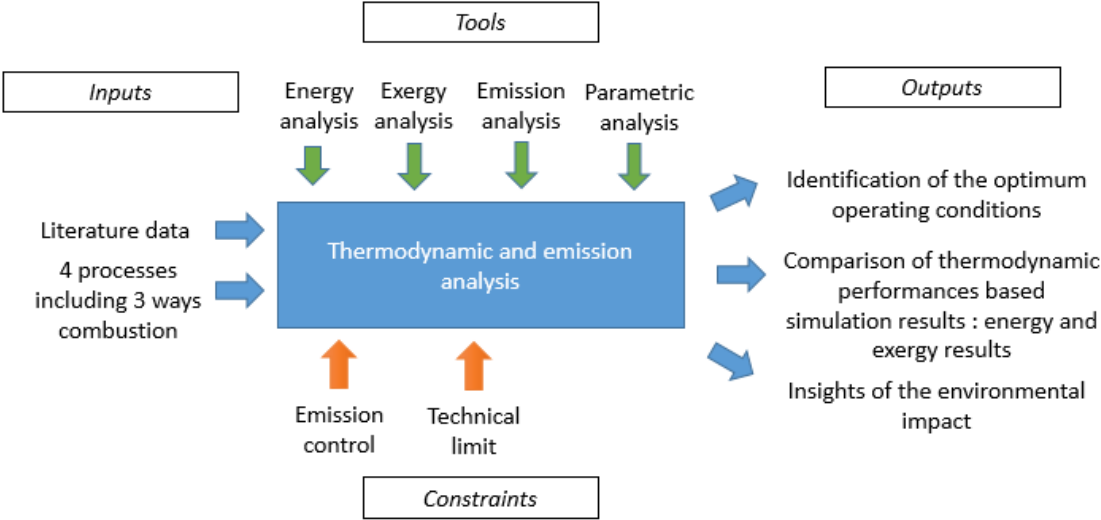 Tools
Inputs
Outputs
Energy
analysis
Exergy
analysis
Emission
analysis
Parametric
analysis
Literature data
4 processes
including 3 ways
combustion
Thermodynamic and emission
analysis
Identification of the optimum
operating conditions
Comparison of thermodynamic
performances based
simulation results : energy and
exergy results
Insights of the environmental
impact
Emission
control
Technical
limit
Constraints